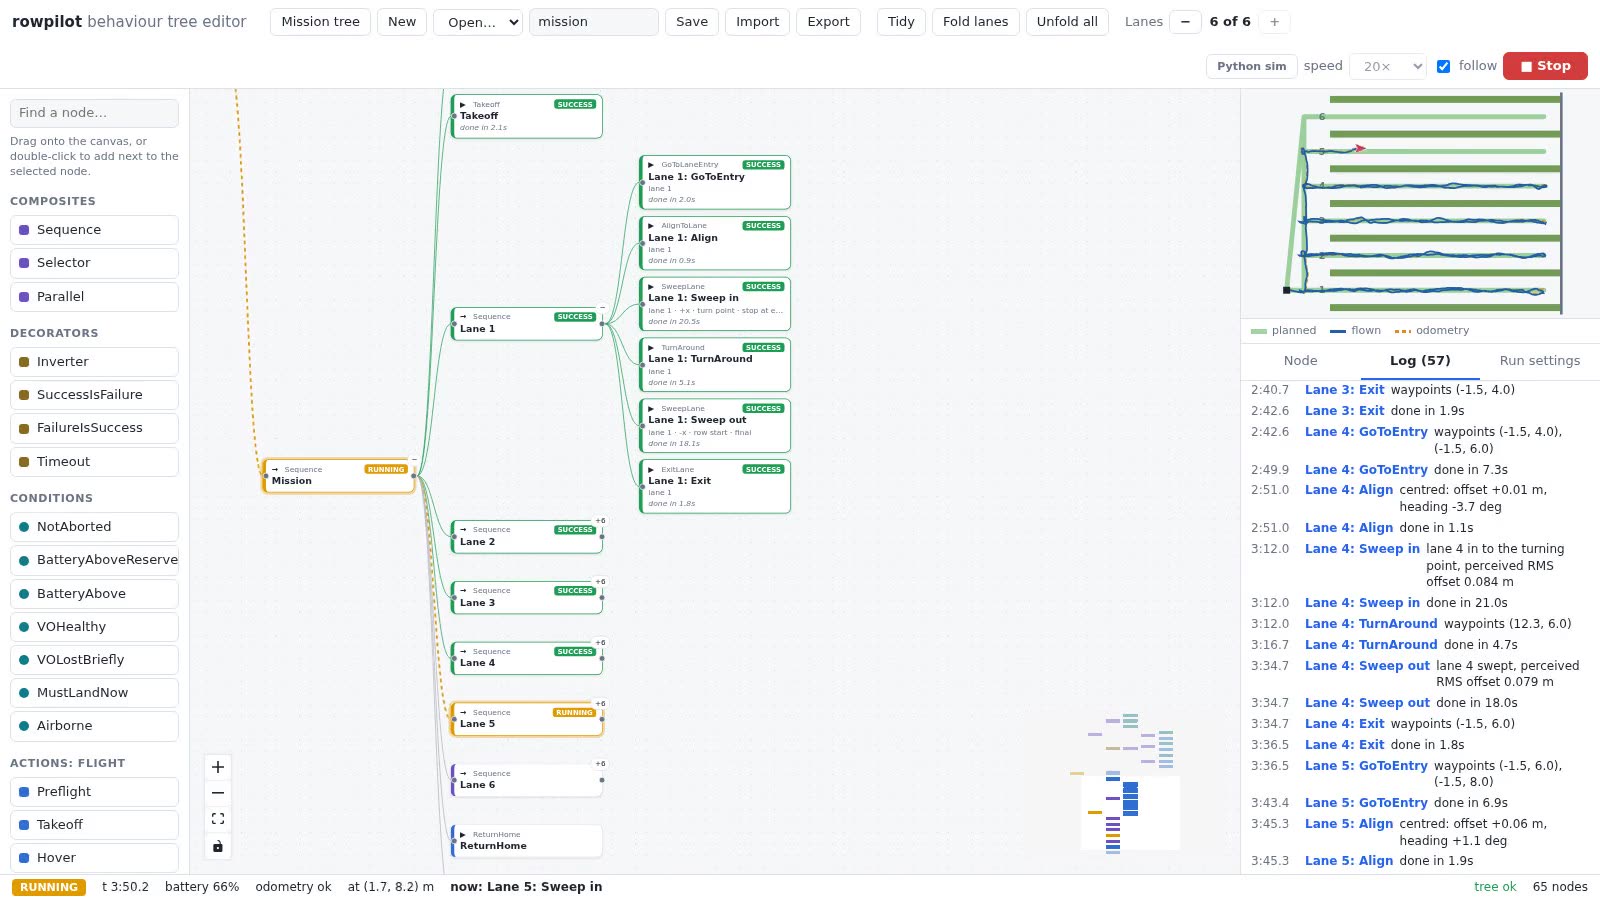 rowpilot behaviour tree editor
Mission tree
New
Open...
mission
Save
Import
Export
Tidy
Fold lanes
Unfold all
Lanes
−
6 of 6
+
Python sim
speed
20×
follow
Stop
Find a node...
Drag onto the canvas, or
double-click to add next to the
selected node.
COMPOSITES
Sequence
Selector
Parallel
DECORATORS
Inverter
SuccessIsFailure
FailureIsSuccess
Timeout
CONDITIONS
NotAborted
BatteryAboveReserve
BatteryAbove
VOHealthy
VOLostBriefly
MustLandNow
Airborne
ACTIONS: FLIGHT
Preflight
Takeoff
Hover
Takeoff
SUCCESS
Takeoff
done in 2.1s
GoToLaneEntry
SUCCESS
Lane 1: GoToEntry
lane 1
done in 2.0s
AlignToLane
SUCCESS
Lane 1: Align
lane 1
done in 0.9s
SweepLane
SUCCESS
Lane 1: Sweep in
lane 1 · +x · turn point · stop at e...
done in 20.5s
Sequence
SUCCESS
Lane 1
TurnAround
SUCCESS
Lane 1: TurnAround
lane 1
done in 5.1s
SweepLane
SUCCESS
Lane 1: Sweep out
lane 1 · -x · row start · final
done in 18.1s
ExitLane
SUCCESS
Lane 1: Exit
lane 1
done in 1.8s
Sequence
RUNNING
Mission
+6
Sequence
SUCCESS
Lane 2
+6
Sequence
SUCCESS
Lane 3
+6
Sequence
SUCCESS
Lane 4
+6
Sequence
RUNNING
Lane 5
+6
Sequence
Lane 6
ReturnHome
ReturnHome
6
planned
flown
odometry
Node
Log (57)
Run settings
2:40.7 Lane 3: Exit waypoints (-1.5, 4.0)
2:42.6 Lane 3: Exit done in 1.9s
2:42.6 Lane 4: GoToEntry waypoints (-1.5, 4.0),
(-1.5, 6.0)
2:49.9 Lane 4: GoToEntry done in 7.3s
2:51.0 Lane 4: Align centred: offset +0.01 m,
heading -3.7 deg
2:51.0 Lane 4: Align done in 1.1s
3:12.0 Lane 4: Sweep in lane 4 in to the turning
point, perceived RMS
offset 0.084 m
3:12.0 Lane 4: Sweep in done in 21.0s
3:12.0 Lane 4: TurnAround waypoints (12.3, 6.0)
3:16.7 Lane 4: TurnAround done in 4.7s
3:34.7 Lane 4: Sweep out lane 4 swept, perceived
RMS offset 0.079 m
3:34.7 Lane 4: Sweep out done in 18.0s
3:34.7 Lane 4: Exit waypoints (-1.5, 6.0)
3:36.5 Lane 4: Exit done in 1.8s
3:36.5 Lane 5: GoToEntry waypoints (-1.5, 6.0),
(-1.5, 8.0)
3:43.4 Lane 5: GoToEntry done in 6.9s
3:45.3 Lane 5: Align centred: offset +0.06 m,
heading +1.1 deg
3:45.3 Lane 5: Align done in 1.9s
RUNNING
t 3:50.2
battery 66%
odometry ok
at (1.7, 8.2) m
now: Lane 5: Sweep in
tree ok
65 nodes